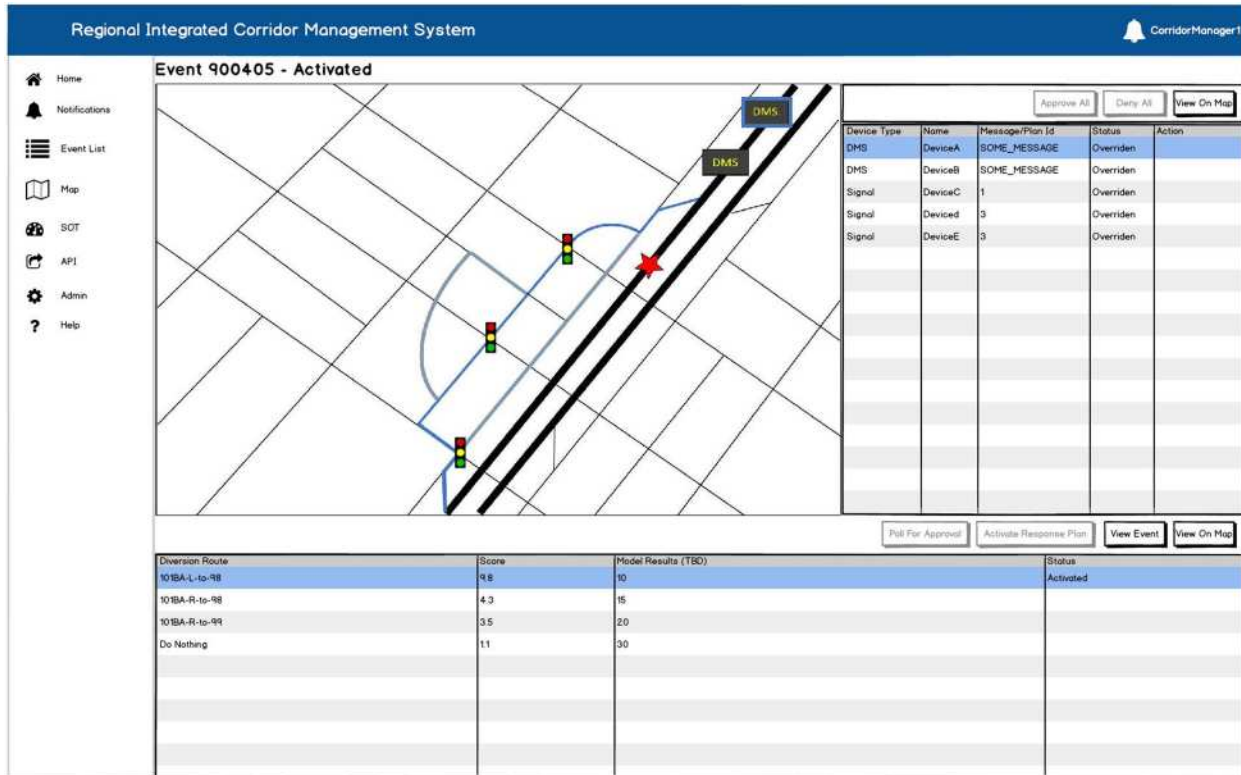 Regional Integrated Corridor Management System
CorridorManager1
Home
Notifications
Event List
Map
SOT
API
Admin
Help
Event 900405 - Activated
DMS
DMS
Approve All Deny All View On Map
Device Type Name Message/Plan Id Status Action
DMS DeviceA SOME_MESSAGE Overriden
DMS DeviceB SOME_MESSAGE Overriden
Signal DeviceC 1 Overriden
Signal Deviced 3 Overriden
Signal DeviceE 3 Overriden
Poll For Approval Activate Response Plan View Event View On Map
Diversion Route Score Model Results (TBD) Status
101BA-L-to-98 9.8 10 Activated
101BA-R-to-98 4.3 15
101BA-R-to-99 3.5 20
Do Nothing 1.1 30